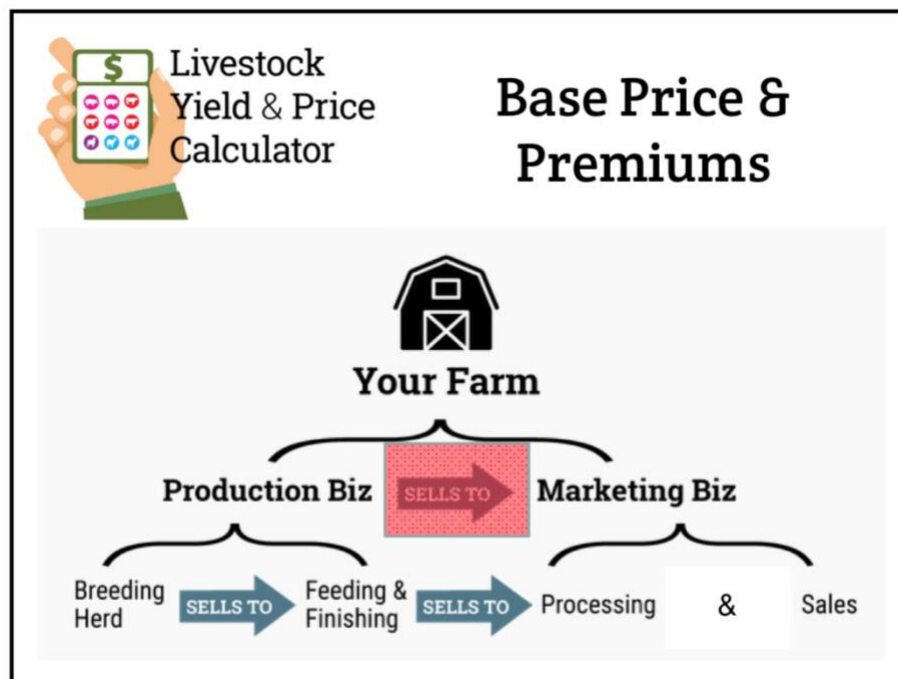 $
Livestock
Yield & Price
Calculator
Base Price &
Premiums
Your Farm
Production Biz SELLS TO Marketing Biz
Breeding
Herd
SELLS TO
Feeding &
Finishing
SELLS TO
Processing & Sales